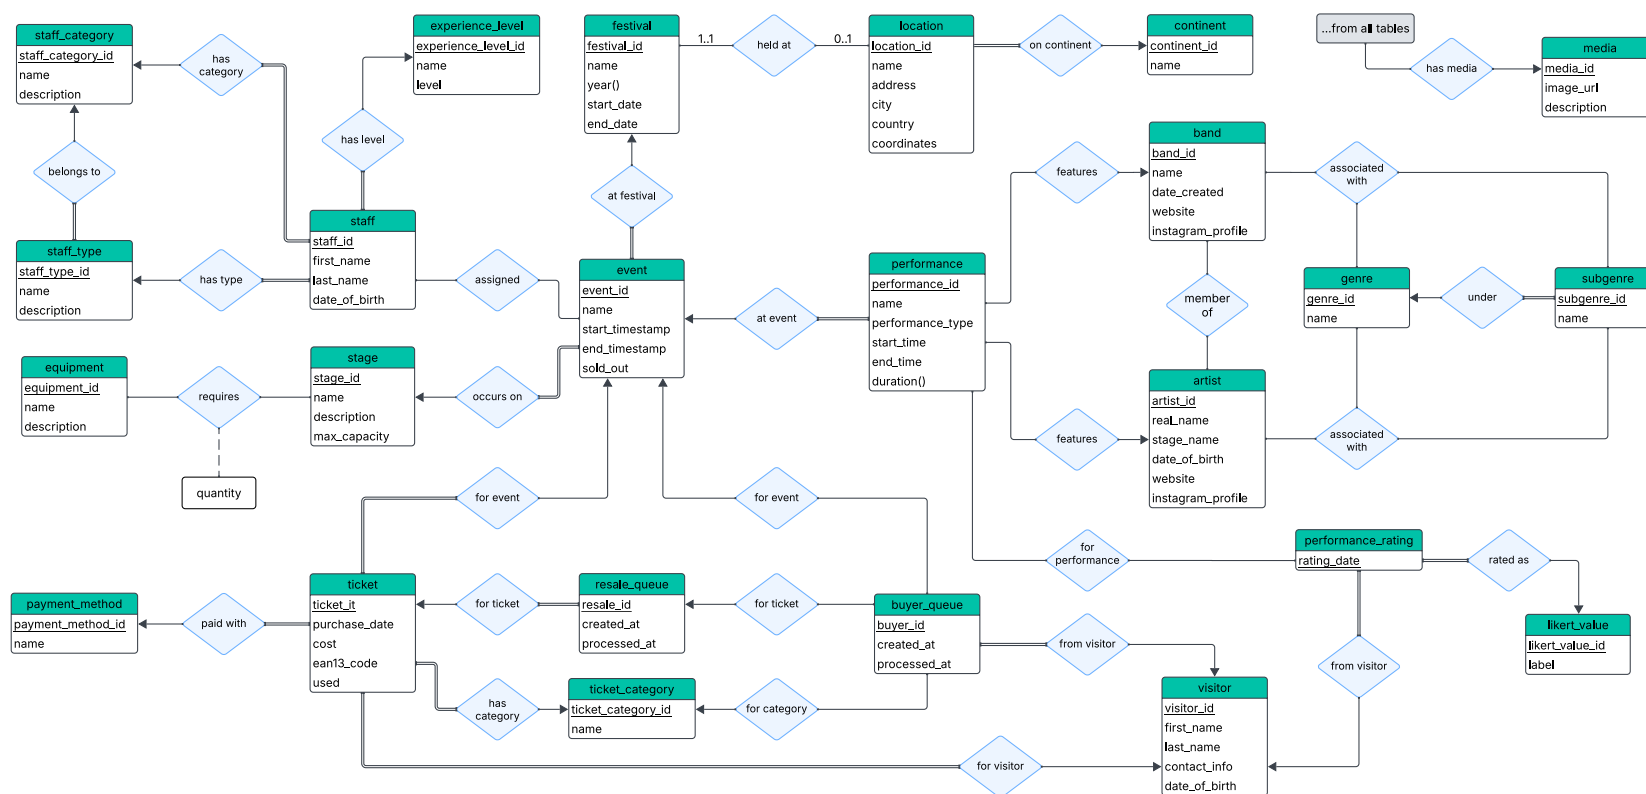 staff_category
staff_category_id
name
description
has
category
experience_level
experience_level_id
name
level
festival
festival_id
name
year()
start_date
end_date
1..1
held at
0..1
location
location_id
name
address
city
country
coordinates
on continent
continent
continent_id
name
...from all tables
has media
media
media_id
image_url
description
belongs to
has level
at festival
features
band
band_id
name
date_created
website
instagram_profile
associated
with
staff_type
staff_type_id
name
description
has type
staff
staff_id
first_name
last_name
date_of_birth
assigned
event
event_id
name
start_timestamp
end_timestamp
sold_out
at event
performance
performance_id
name
performance_type
start_time
end_time
duration()
member
of
genre
genre_id
name
under
subgenre
subgenre_id
name
equipment
equipment_id
name
description
requires
quantity
stage
stage_id
name
description
max_capacity
occurs on
features
artist
artist_id
real_name
stage_name
date_of_birth
website
instagram_profile
associated
with
for event
for event
for
performance
performance_rating
rating_date
rated as
payment_method
payment_method_id
name
paid with
ticket
ticket_it
purchase_date
cost
ean13_code
used
for ticket
resale_queue
resale_id
created_at
processed_at
for ticket
buyer_queue
buyer_id
created_at
processed_at
from visitor
from visitor
likert_value
likert_value_id
label
has
category
ticket_category
ticket_category_id
name
for category
visitor
visitor_id
first_name
last_name
contact_info
date_of_birth
for visitor